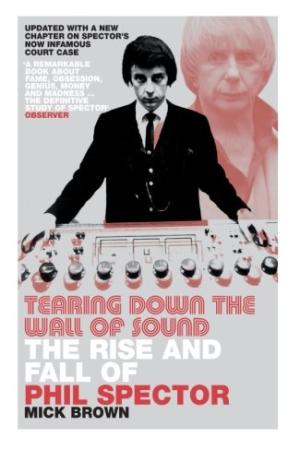 UPDATED WITH A NEW
CHAPTER ON SPECTOR'S
NOW INFAMOUS
COURT CASE
'A REMARKABLE
BOOK ABOUT
FAME, OBSESSION,
GENIUS, MONEY
AND MADNESS ...
THE DEFINITIVE
STUDY OF SPECTOR'
OBSERVER
TEARING DOWN THE
WALL OF SOUND
THE RISE AND
FALL OF
PHIL SPECTOR
MICK BROWN